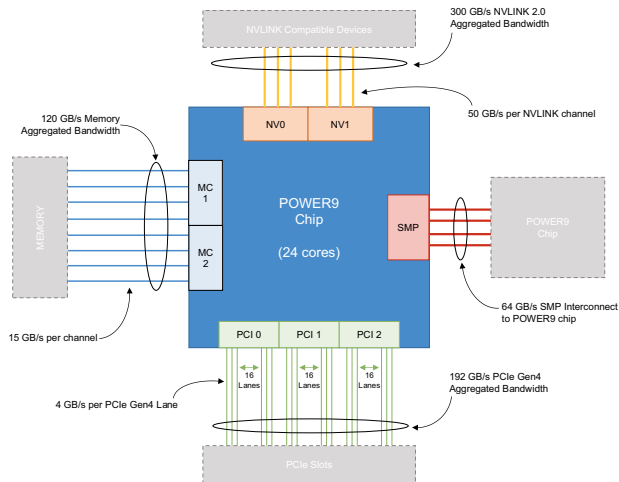 300 GB/s NVLINK 2.0
Aggregated Bandwidth
NVLINK Compatible Devices
50 GB/s per NVLINK channel
120 GB/s Memory
Aggregated Bandwidth
NV0
NV1
MEMORY
MC
1
MC
2
POWER9
Chip
(24 cores)
SMP
POWER9
Chip
64 GB/s SMP Interconnect
to POWER9 chip
15 GB/s per channel
PCI 0
PCI 1
PCI 2
16
Lanes
16
Lanes
16
Lanes
4 GB/s per PCIe Gen4 Lane
192 GB/s PCIe Gen4
Aggregated Bandwidth
PCIe Slots